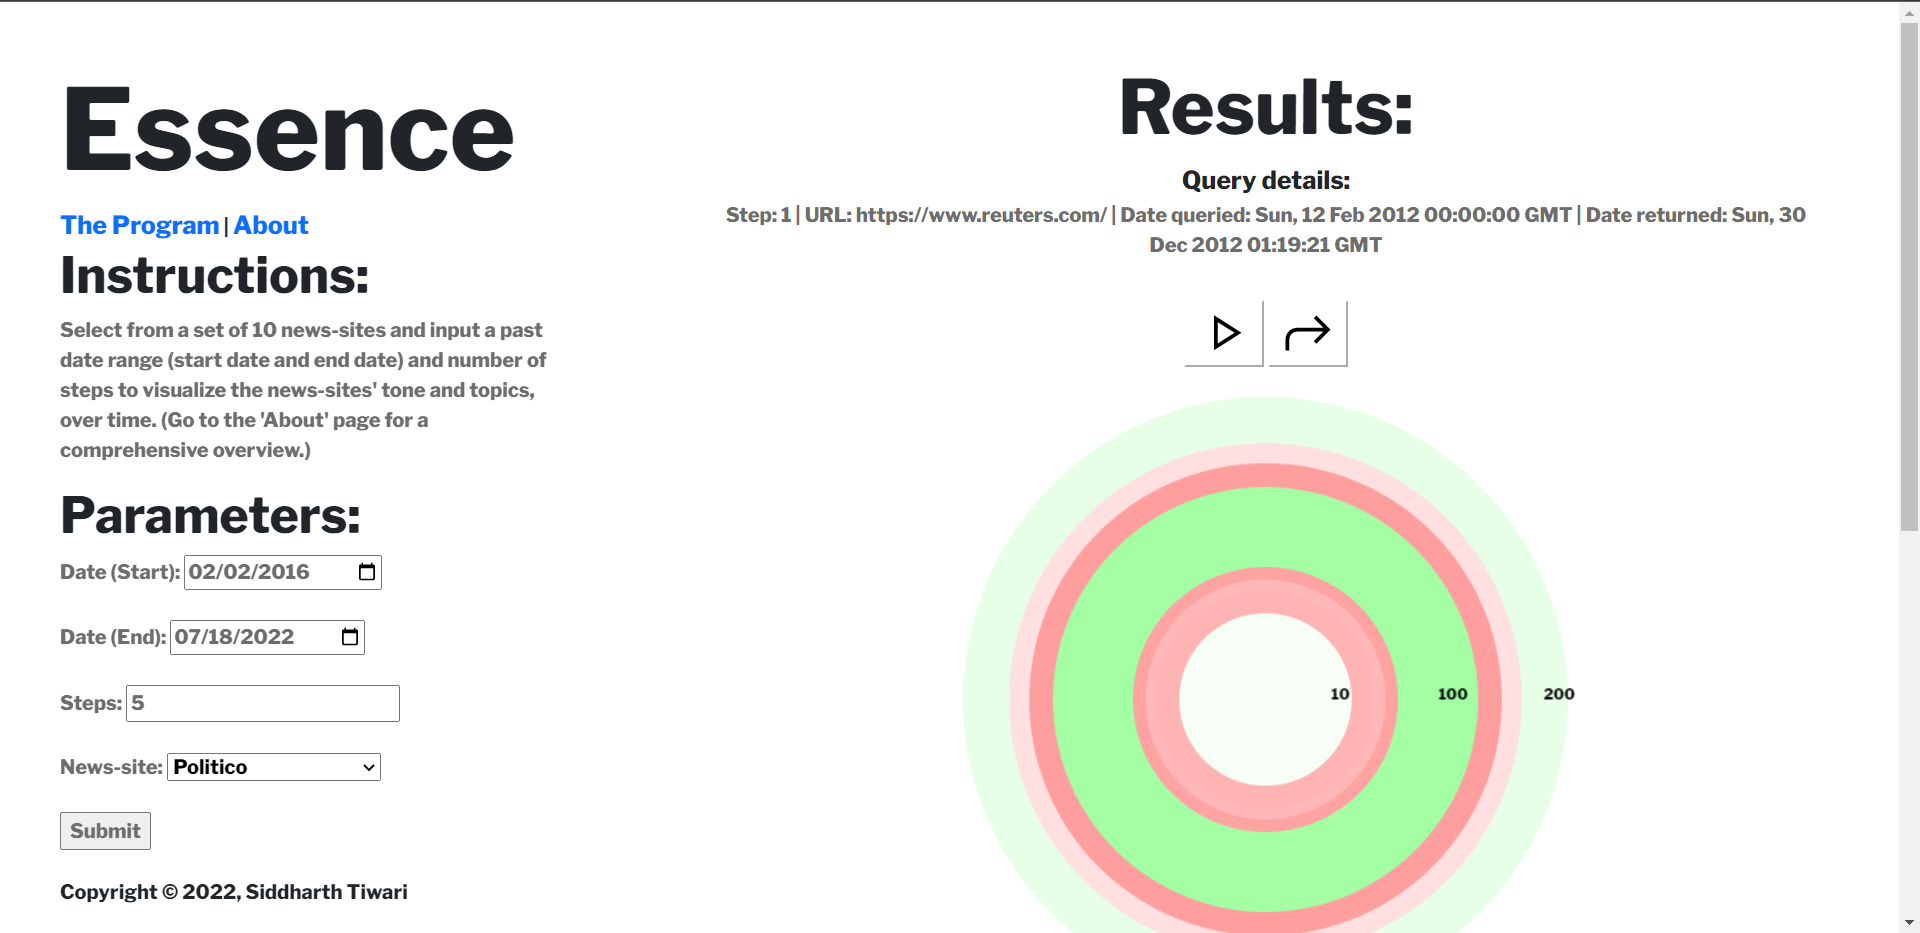 Essence
The Program | About
Instructions:
Select from a set of 10 news-sites and input a past
date range (start date and end date) and number of
steps to visualize the news-sites' tone and topics,
over time. (Go to the 'About' page for a
comprehensive overview.)
Parameters:
Date (Start): 02/02/2016
Date (End): 07/18/2022
Steps: 5
News-site: Politico
Submit
Copyright © 2022, Siddharth Tiwari
Results:
Query details:
Step: 1 | URL: https://www.reuters.com/ | Date queried: Sun, 12 Feb 2012 00:00:00 GMT | Date returned: Sun, 30
Dec 2012 01:19:21 GMT
10 100 200